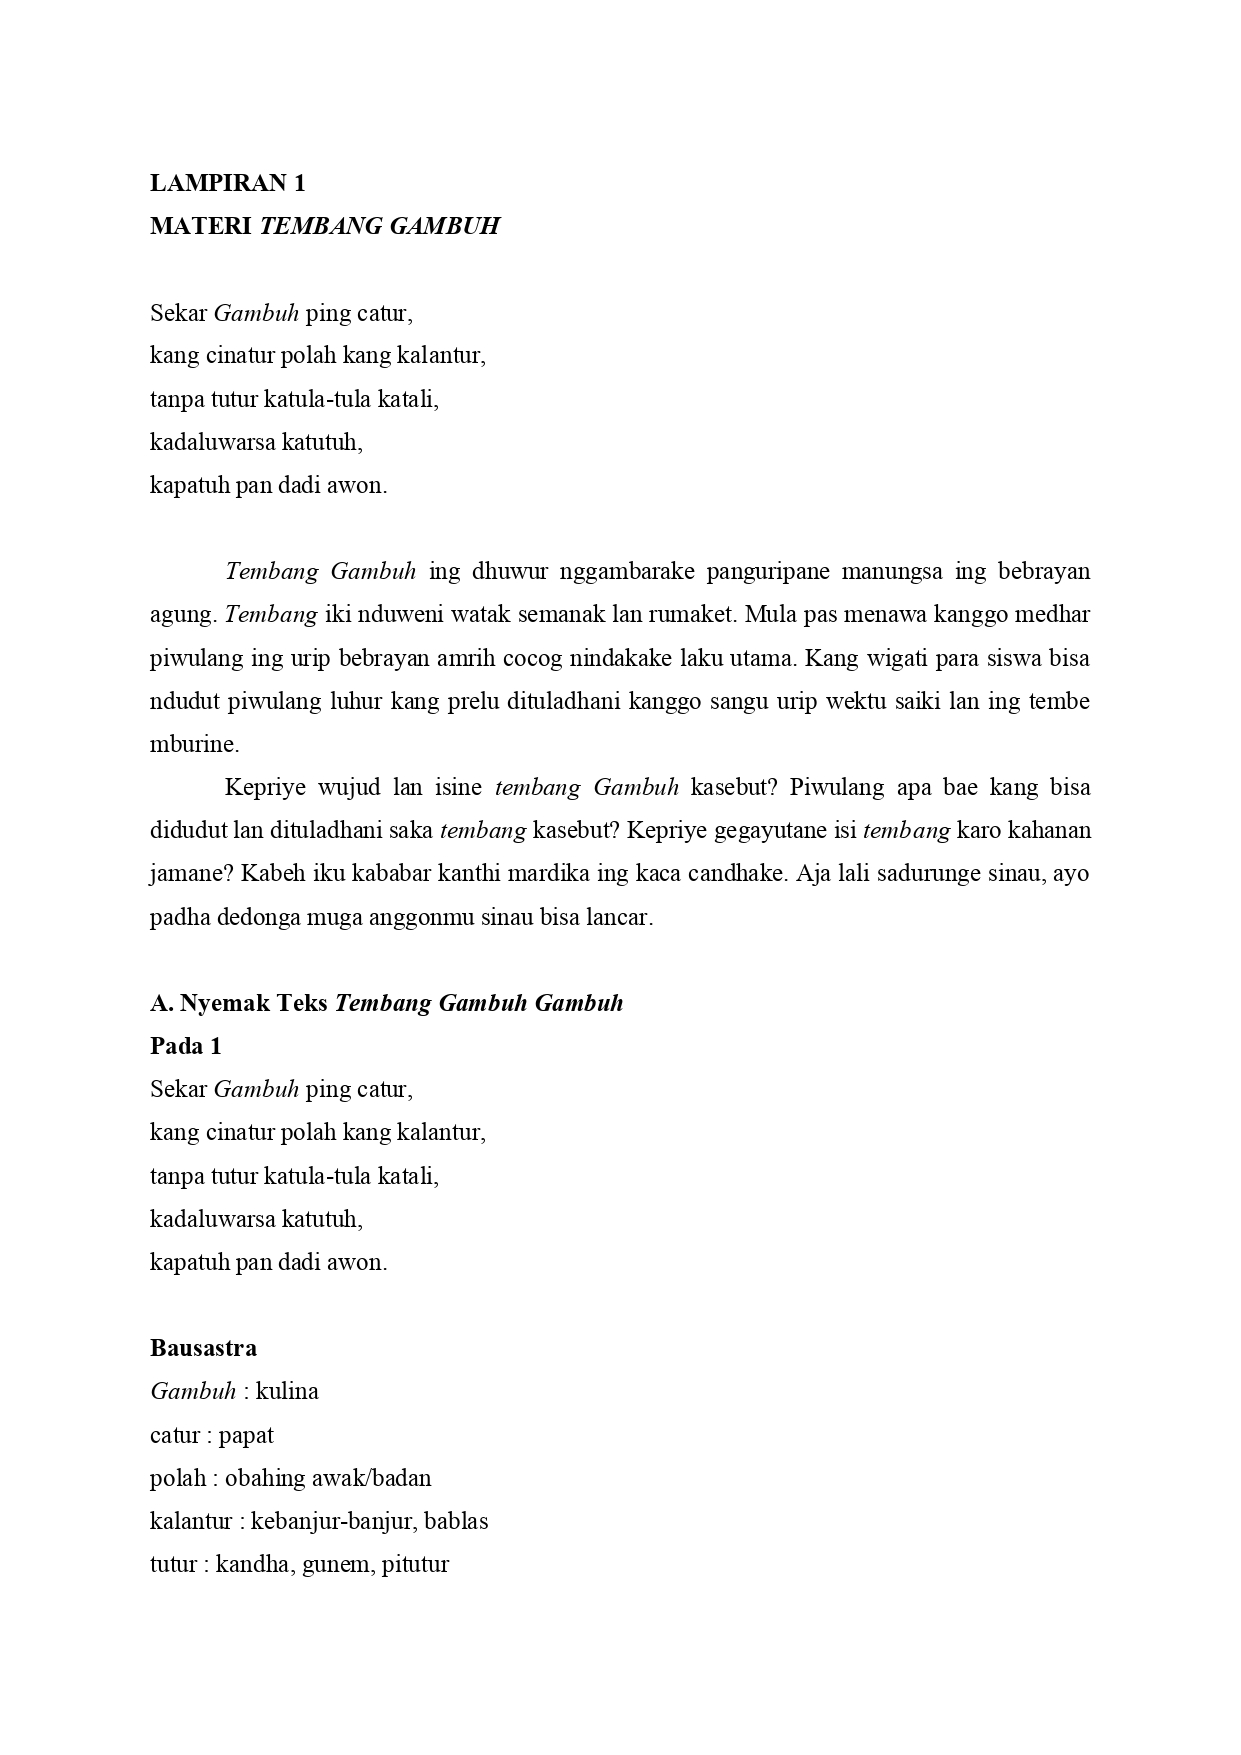 LAMPIRAN 1
MATERI TEMBANG GAMBUH
Sekar Gambuh ping catur,
kang cinatur polah kang kalantur,
tanpa tutur katula-tula katali,
kadaluwarsa katutuh,
kapatuh pan dadi awon.
Tembang Gambuh ing dhuwur nggambarake panguripane manungsa ing bebrayan
agung. Tembang iki nduweni watak semanak lan rumaket. Mula pas menawa kanggo medhar
piwulang ing urip bebrayan amrih cocog nindakake laku utama. Kang wigati para siswa bisa
ndudut piwulang luhur kang prelu dituladhani kanggo sangu urip wektu saiki lan ing tembe
mburine.
Kepriye wujud lan isine tembang Gambuh kasebut? Piwulang apa bae kang bisa
didudut lan dituladhani saka tembang kasebut? Kepriye gegayutane isi tembang karo kahanan
jamane? Kabeh iku kababar kanthi mardika ing kaca candhake. Aja lali sadurunge sinau, ayo
padha dedonga muga anggonmu sinau bisa lancar.
A. Nyemak Teks Tembang Gambuh Gambuh
Pada 1
Sekar Gambuh ping catur,
kang cinatur polah kang kalantur,
tanpa tutur katula-tula katali,
kadaluwarsa katutuh,
kapatuh pan dadi awon.
Bausastra
Gambuh : kulina
catur : papat
polah : obahing awak/badan
kalantur : kebanjur-banjur, bablas
tutur : kandha, gunem, pitutur